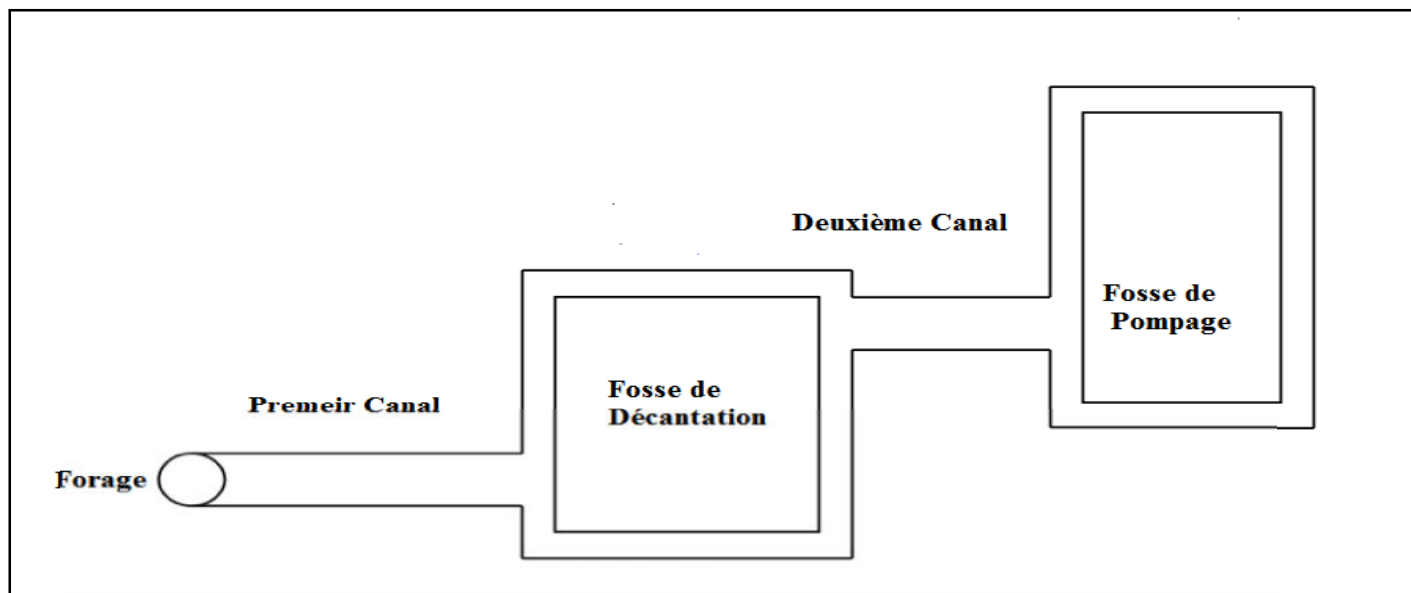 Deuxième Canal
Fosse de
Pompage
Fosse de
Décantation
Premeir Canal
Forage